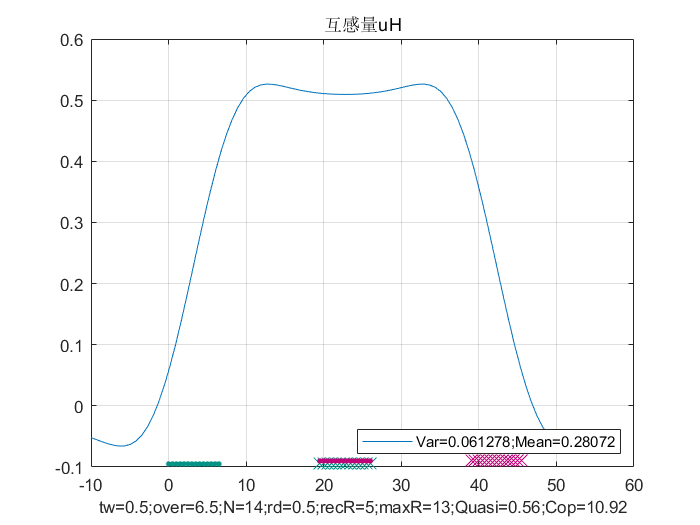 互感量uH
0.6
0.5
0.4
0.3
0.2
0.1
0
-0.1
Var=0.061278;Mean=0.28072
-10 0 10 20 30 40 50 60
tw=0.5;over=6.5;N=14;rd=0.5;recR=5;maxR=13;Quasi=0.56;Cop=10.92